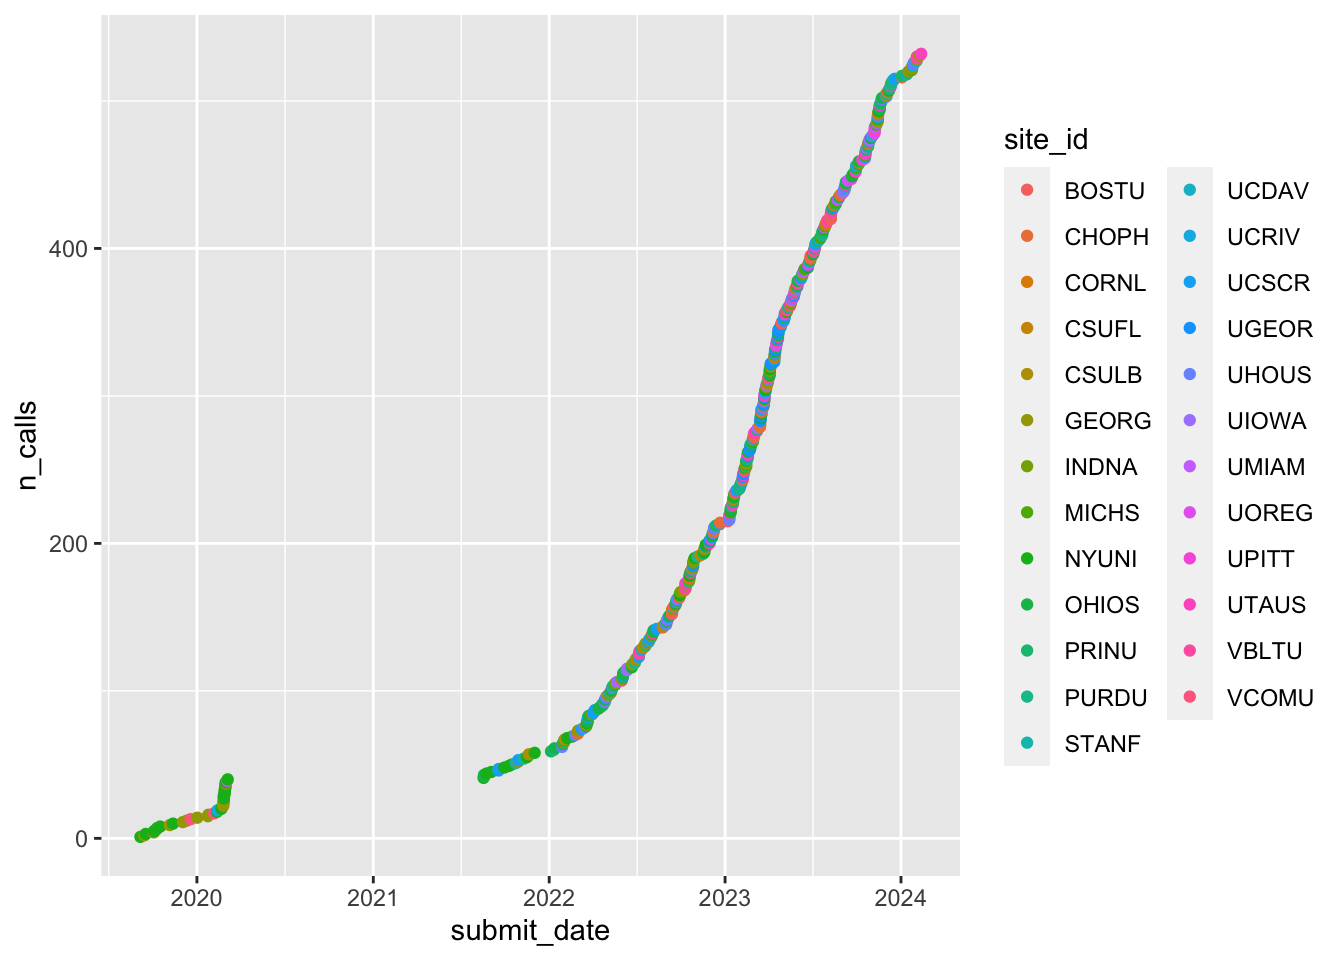 n_calls
400
200
0
2020 2021 2022 2023 2024
submit_date
site_id
BOSTU UCDAV
CHOPH UCRIV
CORNL UCSCR
CSUFL UGEOR
CSULB UHOUS
GEORG UIOWA
INDNA UMIAM
MICHS UOREG
NYUNI UPITT
OHIOS UTAUS
PRINU VBLTU
PURDU VCOMU
STANF